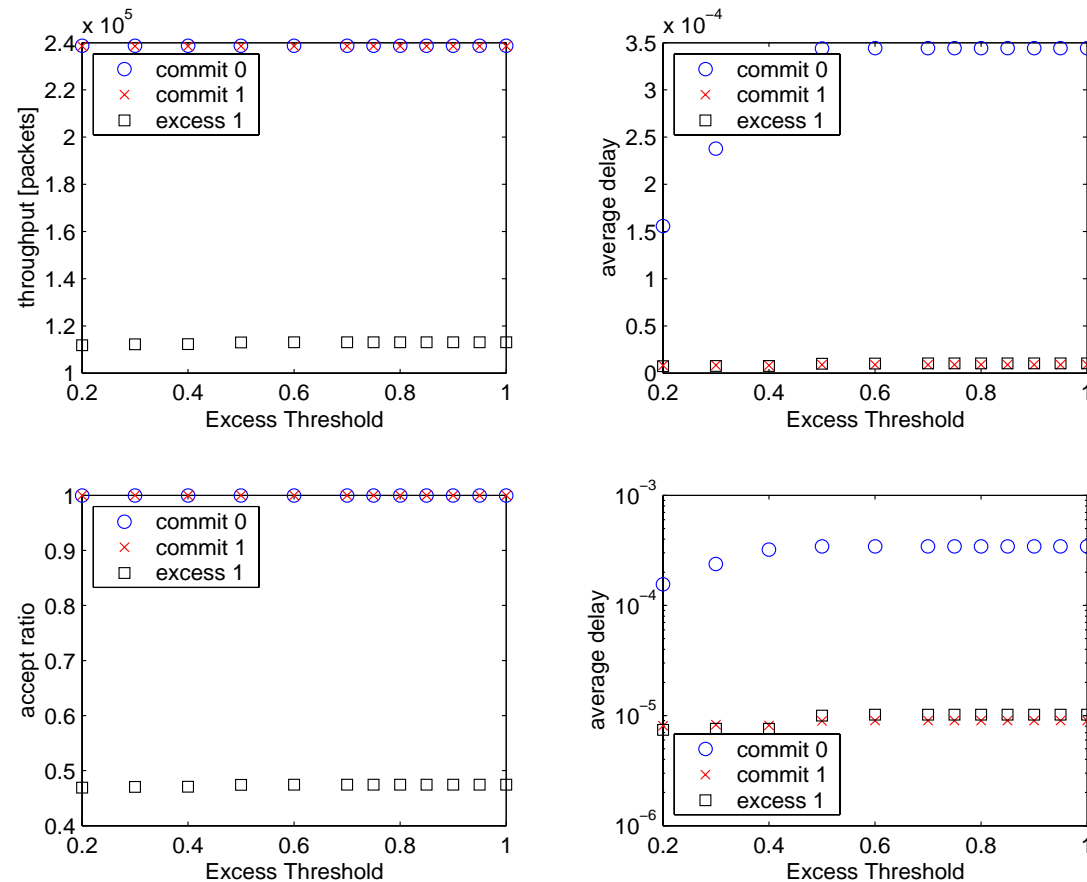 x 10^5
2.4
2.2
2
1.8
1.6
1.4
1.2
1
throughput [packets]
commit 0
commit 1
excess 1
0.2 0.4 0.6 0.8 1
Excess Threshold
x 10^-4
3.5
3
2.5
2
1.5
1
0.5
0
average delay
commit 0
commit 1
excess 1
0.2 0.4 0.6 0.8 1
Excess Threshold
1
0.9
0.8
0.7
0.6
0.5
0.4
accept ratio
commit 0
commit 1
excess 1
0.2 0.4 0.6 0.8 1
Excess Threshold
10^-3
10^-4
10^-5
10^-6
average delay
commit 0
commit 1
excess 1
0.2 0.4 0.6 0.8 1
Excess Threshold